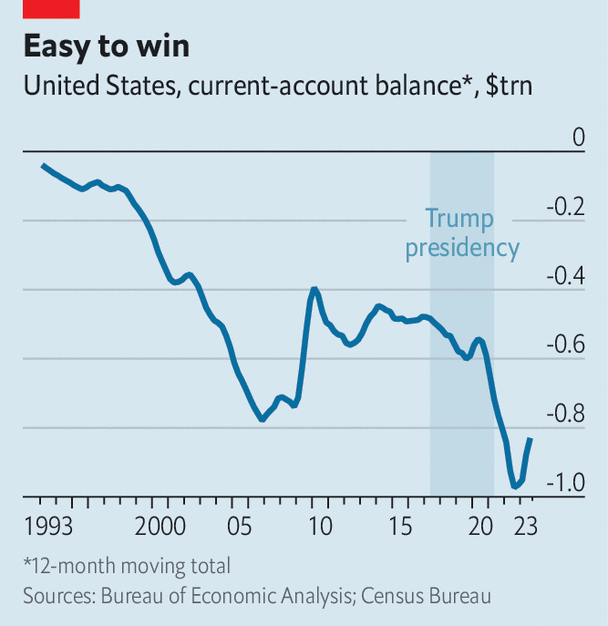 Easy to win
United States, current-account balance*, $trn
0
-0.2
Trump
presidency
-0.4
-0.6
-0.8
-1.0
1993 2000 05 10 15 20 23
*12-month moving total
Sources: Bureau of Economic Analysis; Census Bureau